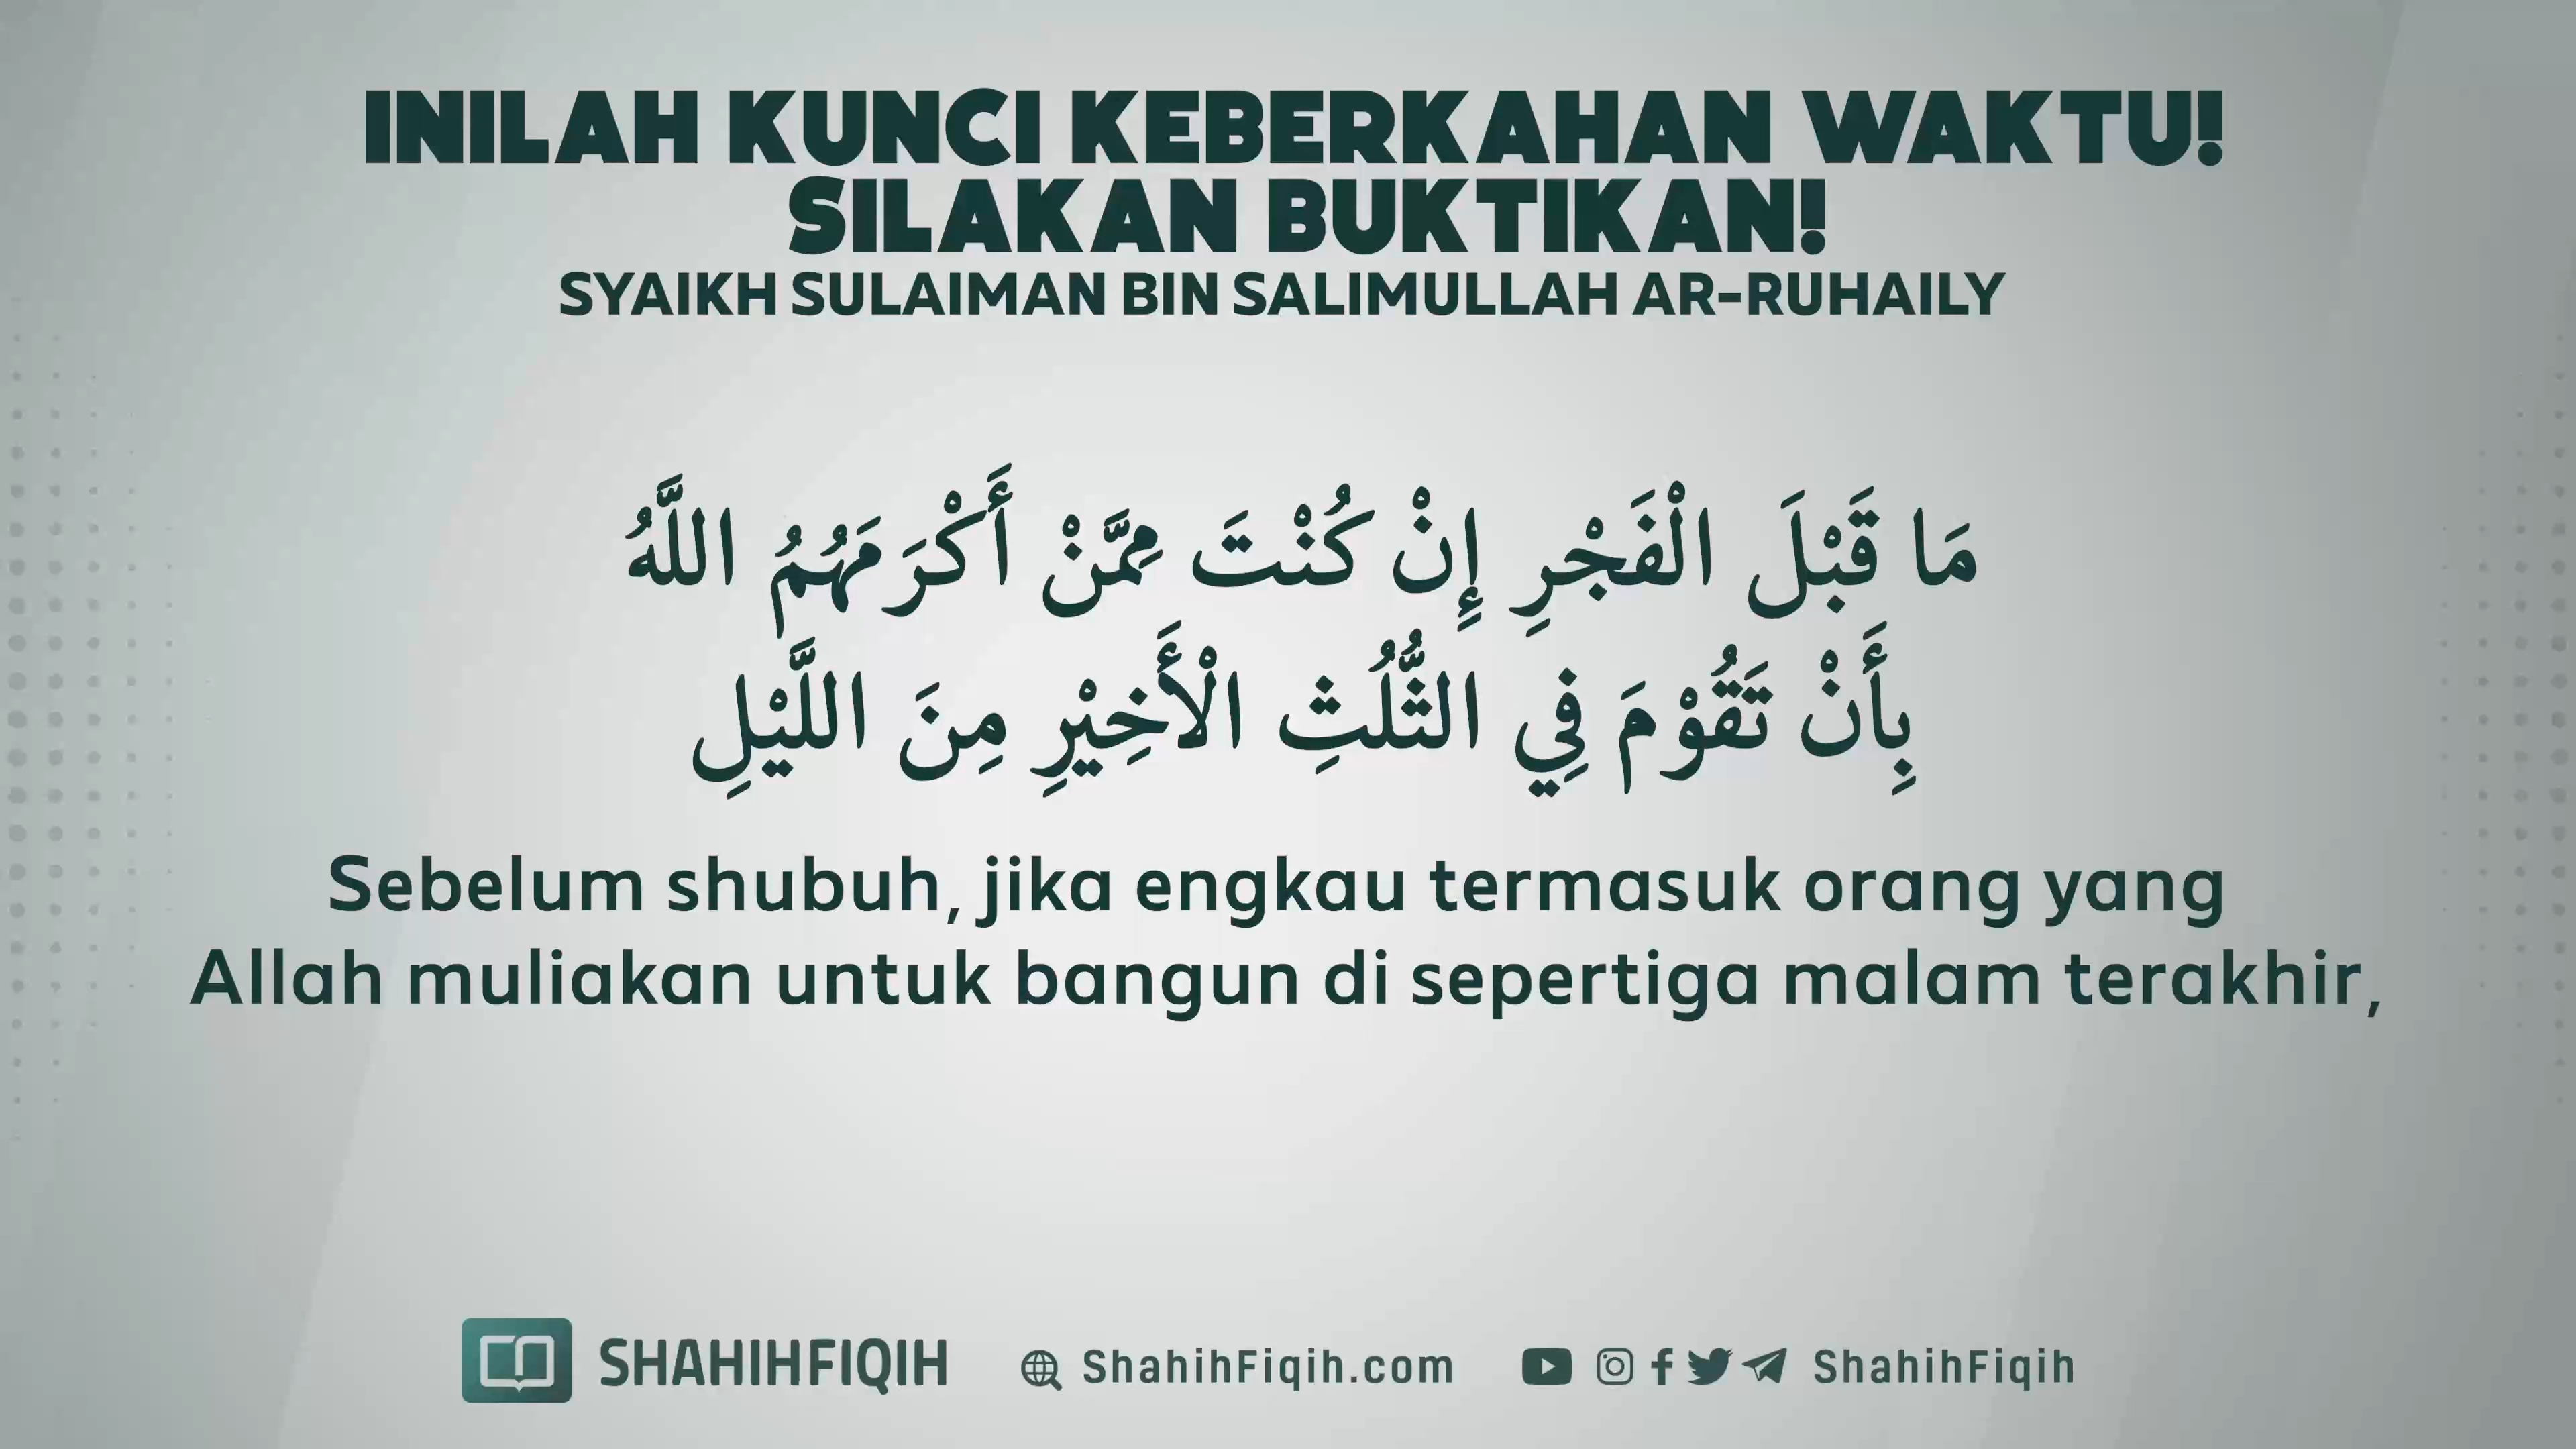 INILAH KUNCI KEBERKAHAN WAKTU!
SILAKAN BUKTIKAN!
SYAIKH SULAIMAN BIN SALIMULLAH AR-RUHAILY
مَا قَبْلَ الْفَجْرِ إِنْ كُنْتَ مِمَّنْ أَكْرَمَهُمُ اللَّهُ
بِأَنْ تَقُوْمَ فِي الثُّلُثِ الْأَخِيْرِ مِنَ اللَّيْلِ
Sebelum shubuh, jika engkau termasuk orang yang
Allah muliakan untuk bangun di sepertiga malam terakhir,
SHAHIHFIQIH ShahihFiqih.com ShahihFiqih